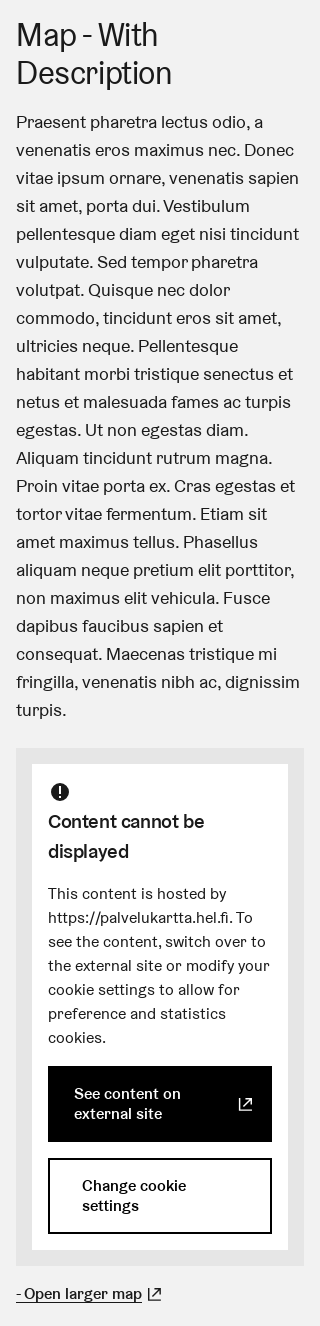 Map - With
Description
Praesent pharetra lectus odio, a
venenatis eros maximus nec. Donec
vitae ipsum ornare, venenatis sapien
sit amet, porta dui. Vestibulum
pellentesque diam eget nisi tincidunt
vulputate. Sed tempor pharetra
volutpat. Quisque nec dolor
commodo, tincidunt eros sit amet,
ultricies neque. Pellentesque
habitant morbi tristique senectus et
netus et malesuada fames ac turpis
egestas. Ut non egestas diam.
Aliquam tincidunt rutrum magna.
Proin vitae porta ex. Cras egestas et
tortor vitae fermentum. Etiam sit
amet maximus tellus. Phasellus
aliquam neque pretium elit porttitor,
non maximus elit vehicula. Fusce
dapibus faucibus sapien et
consequat. Maecenas tristique mi
fringilla, venenatis nibh ac, dignissim
turpis.
Content cannot be
displayed
This content is hosted by
https://palvelukartta.hel.fi. To
see the content, switch over to
the external site or modify your
cookie settings to allow for
preference and statistics
cookies.
See content on
external site
Change cookie
settings
- Open larger map